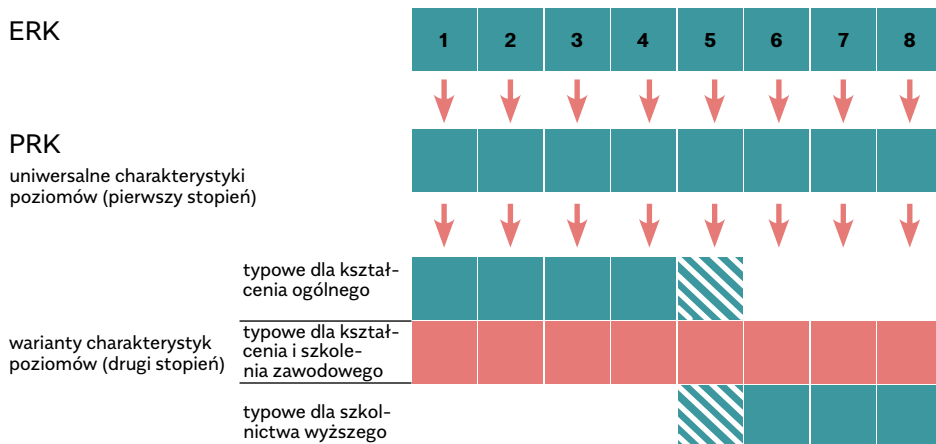 ERK
1 2 3 4 5 6 7 8
PRK
uniwersalne charakterystyki
poziomów (pierwszy stopień)
typowe dla kształ-
cenia ogólnego
warianty charakterystyk
poziomów (drugi stopień)
typowe dla kształ-
cenia i szkole-
nia zawodowego
typowe dla szkol-
nictwa wyższego